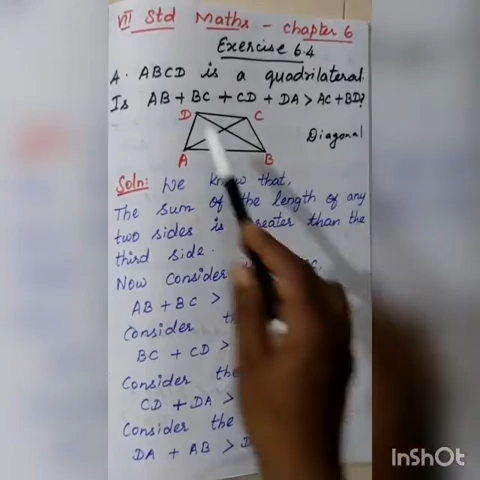 VII Std Maths - chapter 6
Exercise 6.4
4. ABCD is a quadrilateral.
Is AB + BC + CD + DA > AC + BD?
D C
Diagonal
A B
Soln: We know that,
The sum of the length of any
two sides is greater than the
third side.
Now Consider
AB + BC >
Consider
BC + CD >
Consider the
CD + DA >
Consider the
DA + AB >
InShOt